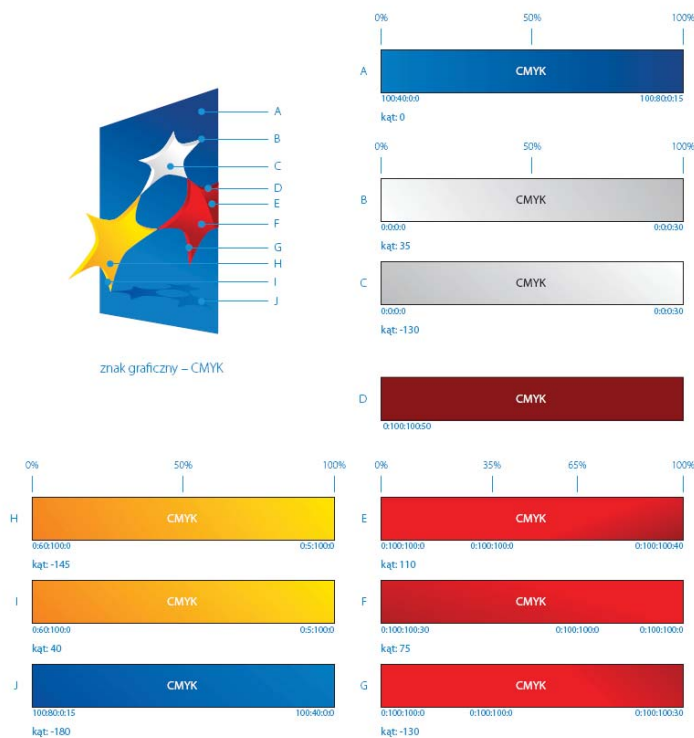 A
B
C
D
E
F
G
H
I
J
znak graficzny – CMYK
0% 50% 100%
A CMYK
100:40:0:0 100:80:0:15
kąt: 0
0% 50% 100%
B CMYK
0:0:0:0 0:0:0:30
kąt: 35
C CMYK
0:0:0:0 0:0:0:30
kąt: -130
D CMYK
0:100:100:50
0% 50% 100%
H CMYK
0:60:100:0 0:5:100:0
kąt: -145
I CMYK
0:60:100:0 0:5:100:0
kąt: 40
J CMYK
100:80:0:15 100:40:0:0
kąt: -180
0% 35% 65% 100%
E CMYK
0:100:100:0 0:100:100:0 0:100:100:40
kąt: 110
F CMYK
0:100:100:30 0:100:100:0 0:100:100:0
kąt: 75
G CMYK
0:100:100:0 0:100:100:0 0:100:100:30
kąt: -130